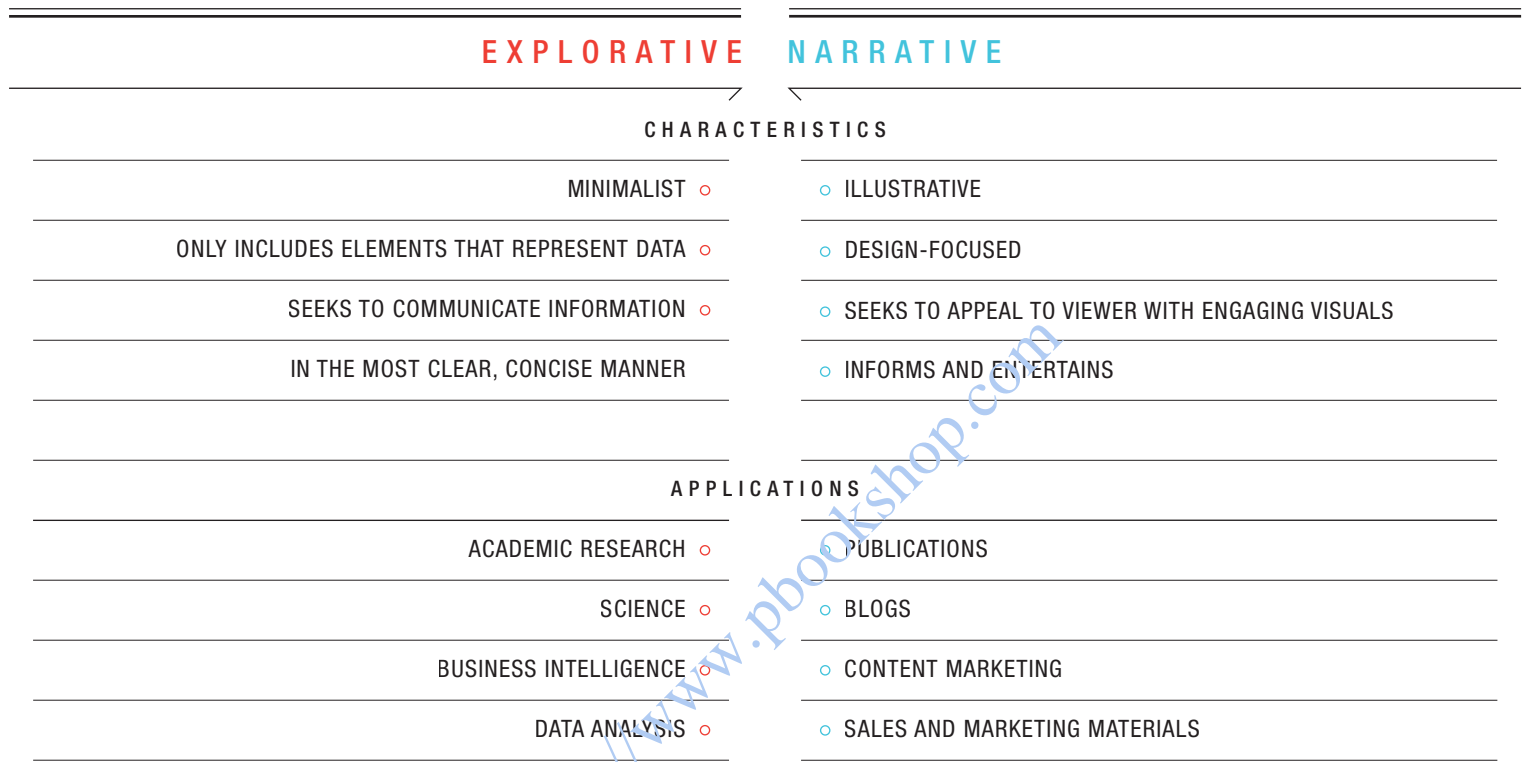 EXPLORATIVE NARRATIVE
CHARACTERISTICS
MINIMALIST
ILLUSTRATIVE
ONLY INCLUDES ELEMENTS THAT REPRESENT DATA
DESIGN-FOCUSED
SEEKS TO COMMUNICATE INFORMATION
SEEKS TO APPEAL TO VIEWER WITH ENGAGING VISUALS
IN THE MOST CLEAR, CONCISE MANNER
INFORMS AND ENTERTAINS
APPLICATIONS
ACADEMIC RESEARCH
PUBLICATIONS
SCIENCE
BLOGS
BUSINESS INTELLIGENCE
CONTENT MARKETING
DATA ANALYSIS
SALES AND MARKETING MATERIALS
//www.pbookshop.com